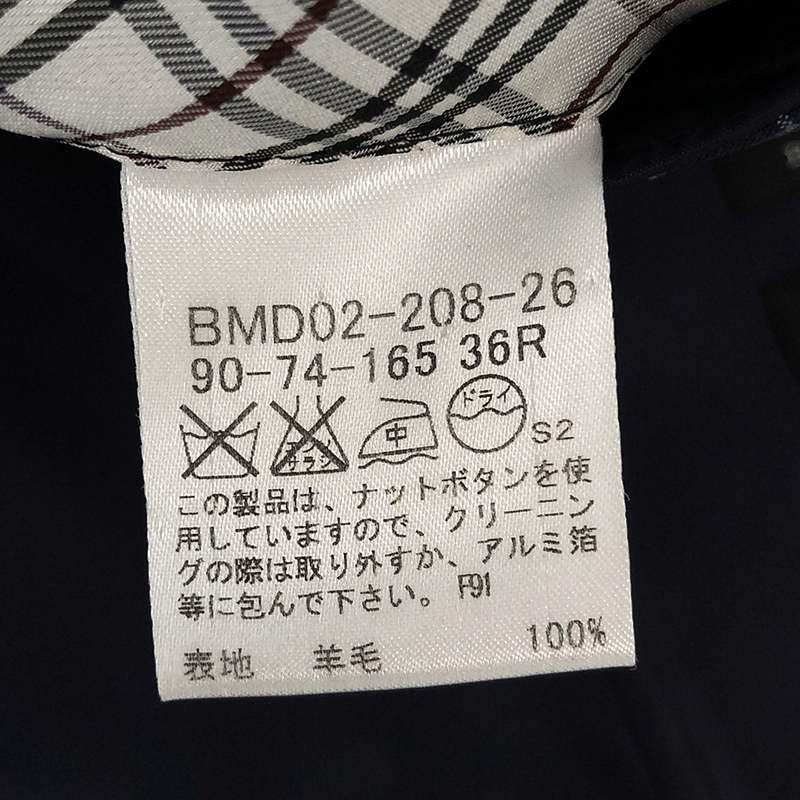 BMD02-208-26
90-74-165 36R
エンソ
サラシ
中
ドライ
S2
この製品は、ナットボタンを使
用していますので、クリーニン
グの際は取り外すか、アルミ箔
等に包んで下さい。 F91
表地 羊毛 100%